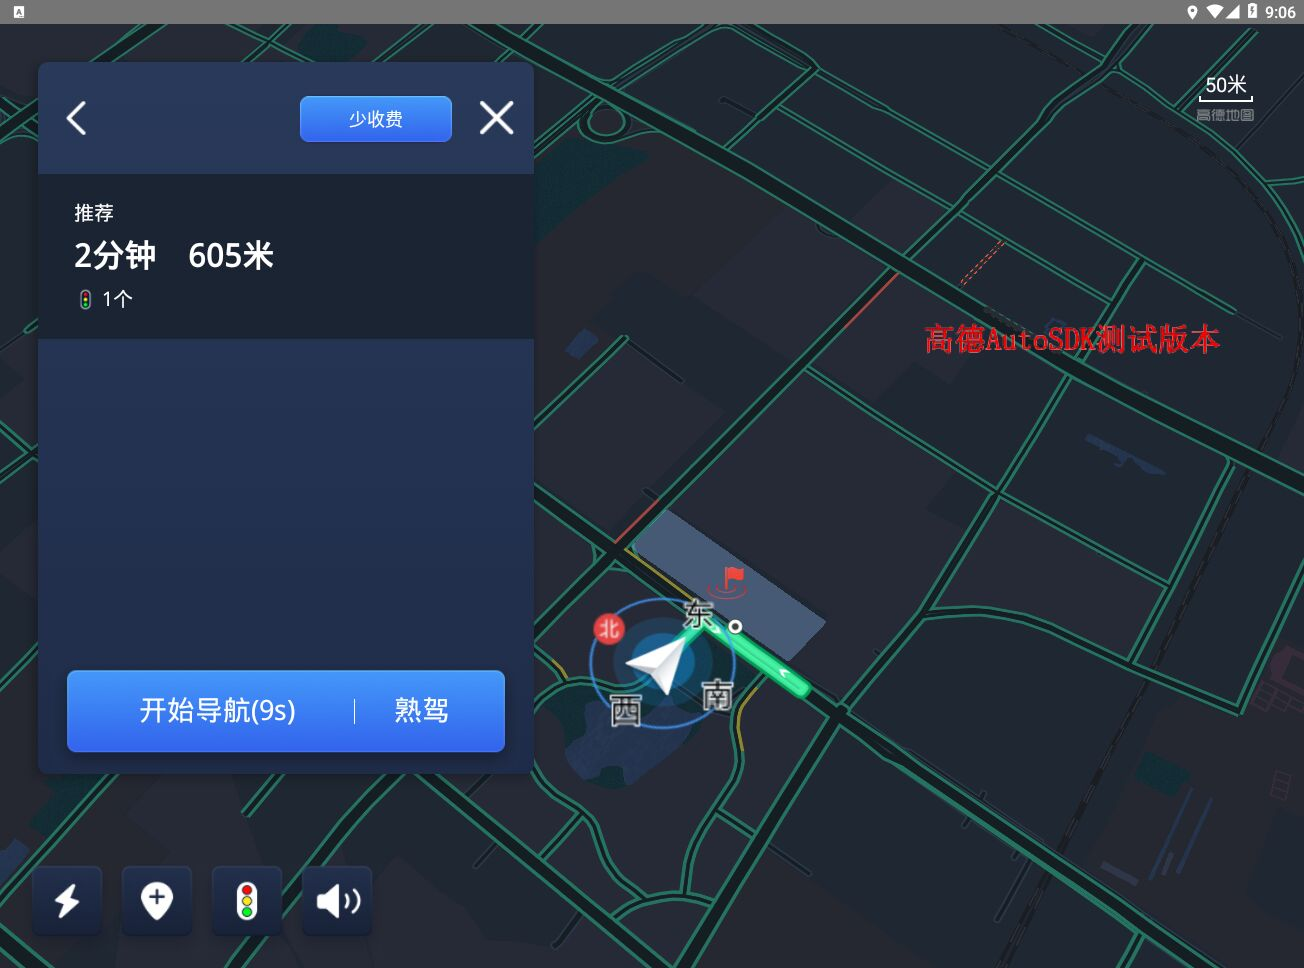 A
9:06
少收费
50米
高德地图
推荐
2分钟 605米
1个
高德AutoSDK测试版本
东
北
西
南
开始导航(9s) 熟驾